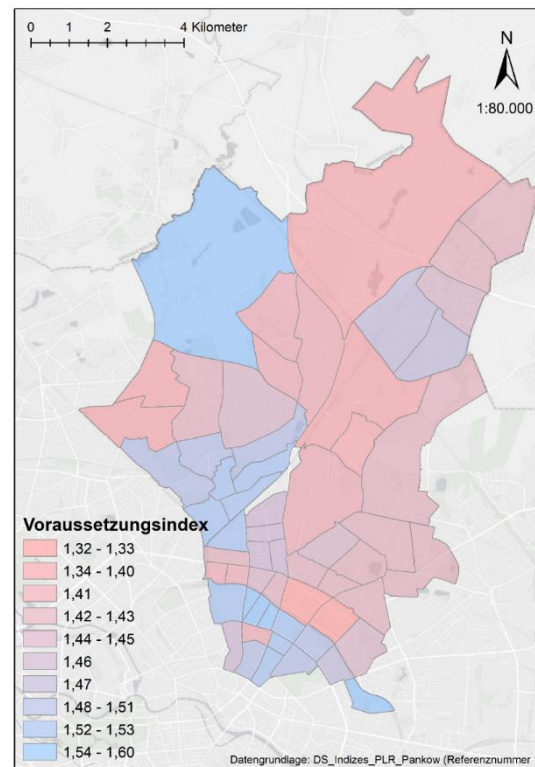 0 1 2 4 Kilometer
N
1:80.000
Voraussetzungsindex
1,32 - 1,33
1,34 - 1,40
1,41
1,42 - 1,43
1,44 - 1,45
1,46
1,47
1,48 - 1,51
1,52 - 1,53
1,54 - 1,60
Datengrundlage: DS_Indizes_PLR_Pankow (Referenznummer